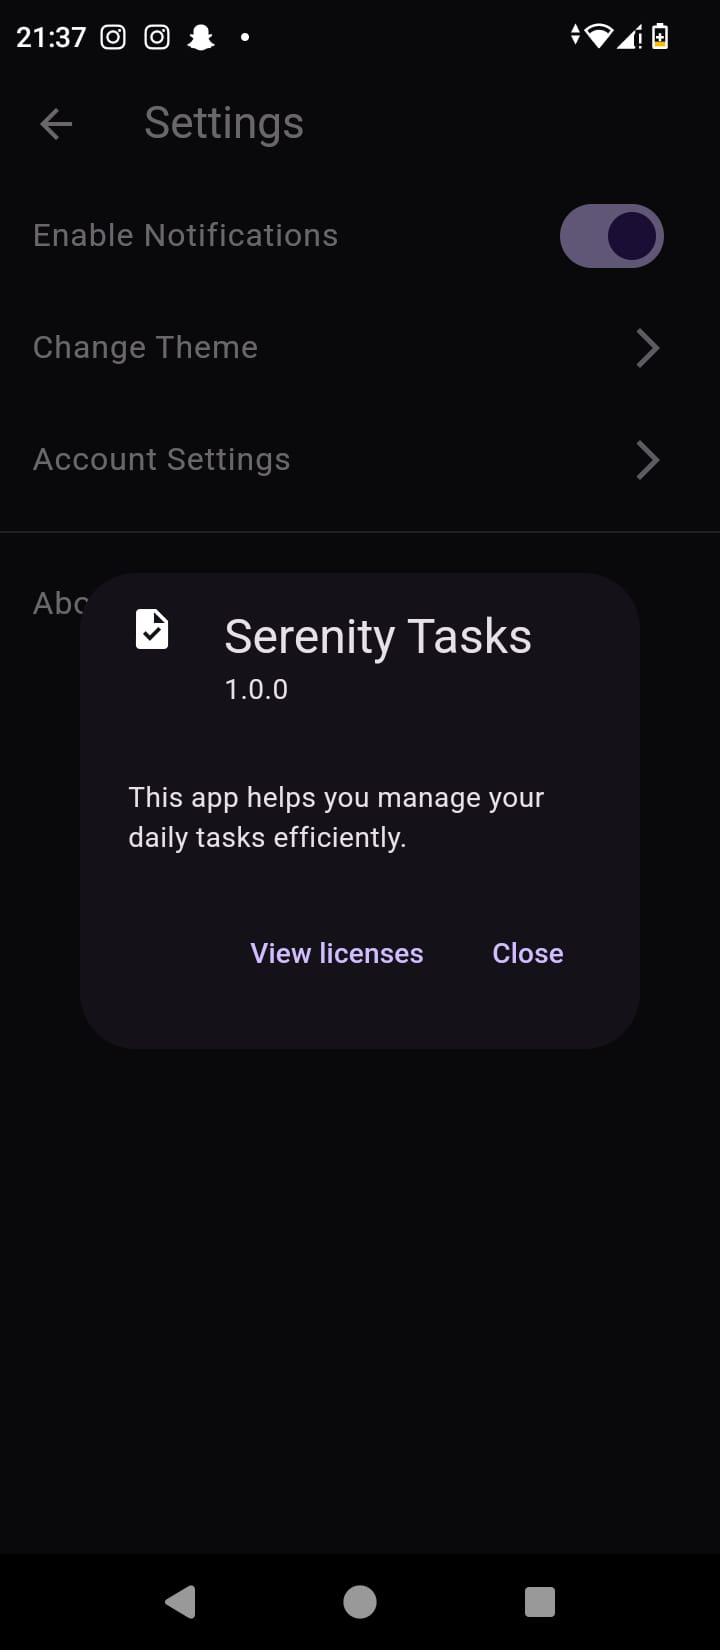 21:37
Settings
Enable Notifications
Change Theme
Account Settings
Abo
Serenity Tasks
1.0.0
This app helps you manage your
daily tasks efficiently.
View licenses
Close